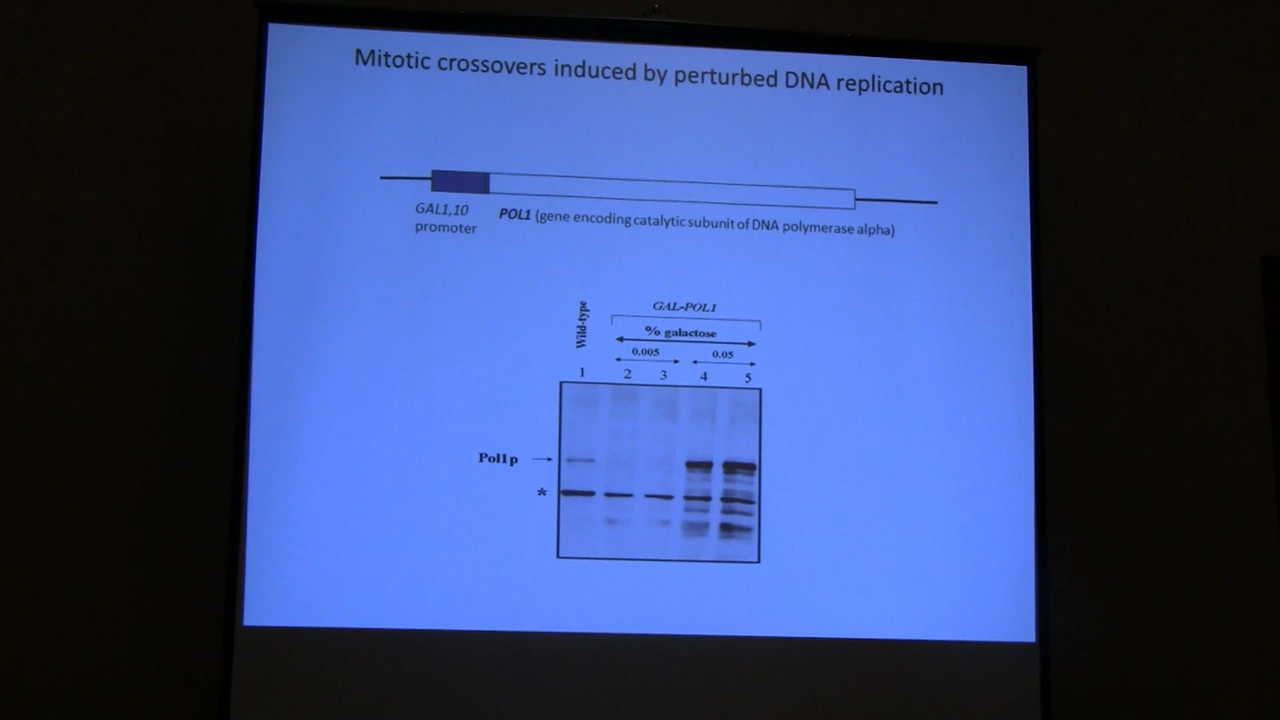 Mitotic crossovers induced by perturbed DNA replication
GAL1,10
promoter
POL1 (gene encoding catalytic subunit of DNA polymerase alpha)
Wild-type
GAL-POL1
% galactose
0.005 0.05
1 2 3 4 5
Pol1p
*